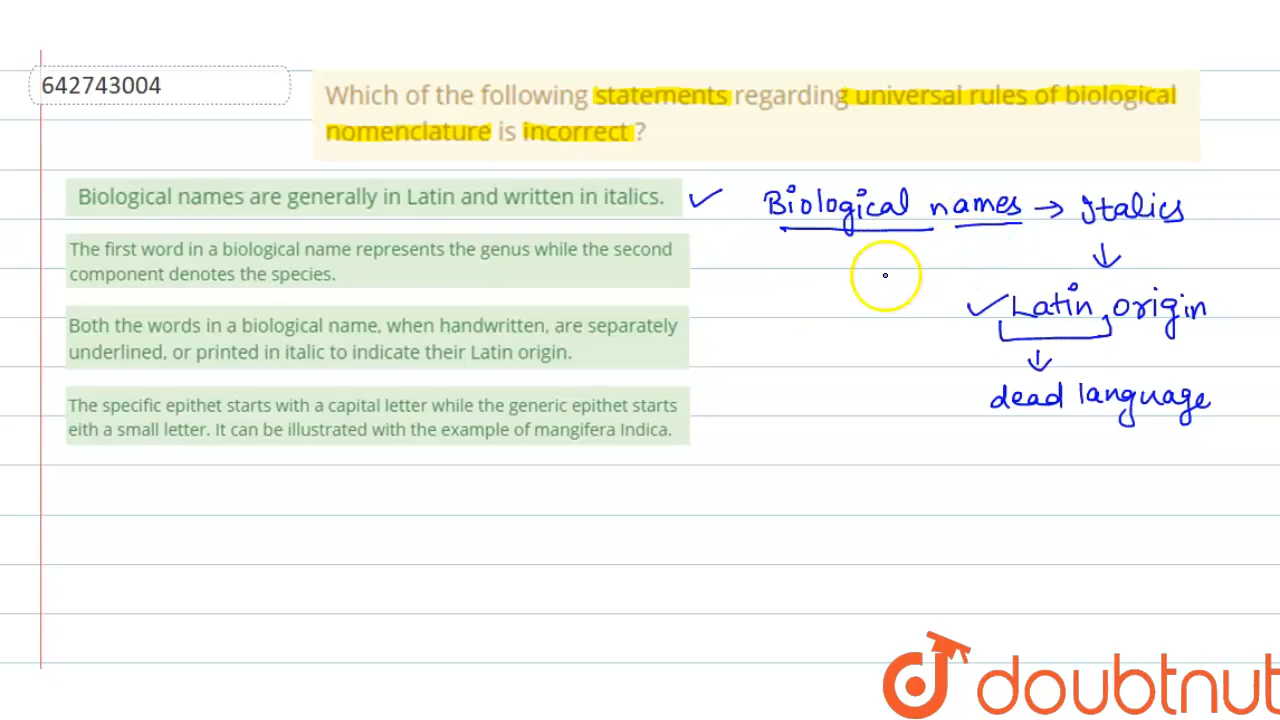 642743004
Which of the following statements regarding universal rules of biological
nomenclature is incorrect ?
Biological names are generally in Latin and written in italics.
The first word in a biological name represents the genus while the second
component denotes the species.
Both the words in a biological name, when handwritten, are separately
underlined, or printed in italic to indicate their Latin origin.
The specific epithet starts with a capital letter while the generic epithet starts
eith a small letter. It can be illustrated with the example of mangifera Indica.
✓ Biological names → Italics
↓
✓ Latin origin
↓
dead language
doubtnut